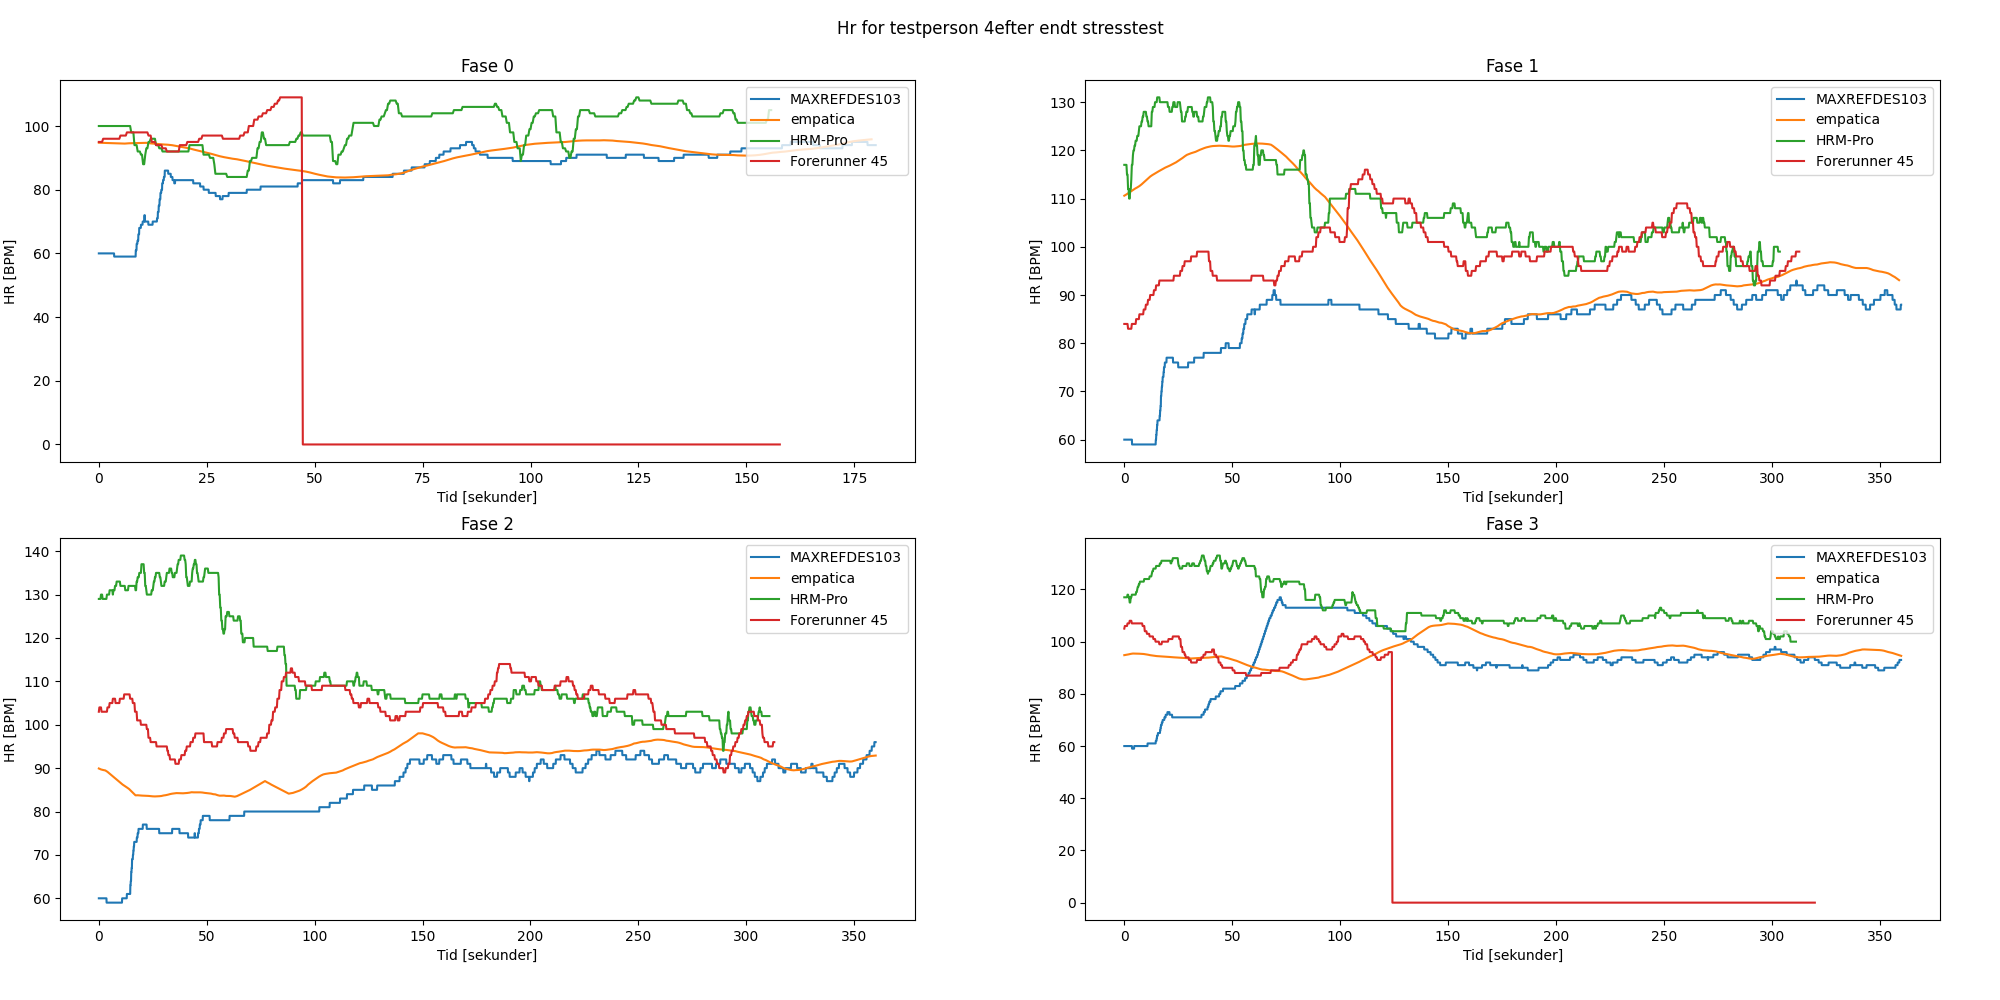 Hr for testperson 4efter endt stresstest
Fase 0
HR [BPM]
100
80
60
40
20
0
0 25 50 75 100 125 150 175
Tid [sekunder]
MAXREFDES103
empatica
HRM-Pro
Forerunner 45
Fase 1
HR [BPM]
130
120
110
100
90
80
70
60
0 50 100 150 200 250 300 350
Tid [sekunder]
MAXREFDES103
empatica
HRM-Pro
Forerunner 45
Fase 2
HR [BPM]
140
130
120
110
100
90
80
70
60
0 50 100 150 200 250 300 350
Tid [sekunder]
MAXREFDES103
empatica
HRM-Pro
Forerunner 45
Fase 3
HR [BPM]
120
100
80
60
40
20
0
0 50 100 150 200 250 300 350
Tid [sekunder]
MAXREFDES103
empatica
HRM-Pro
Forerunner 45